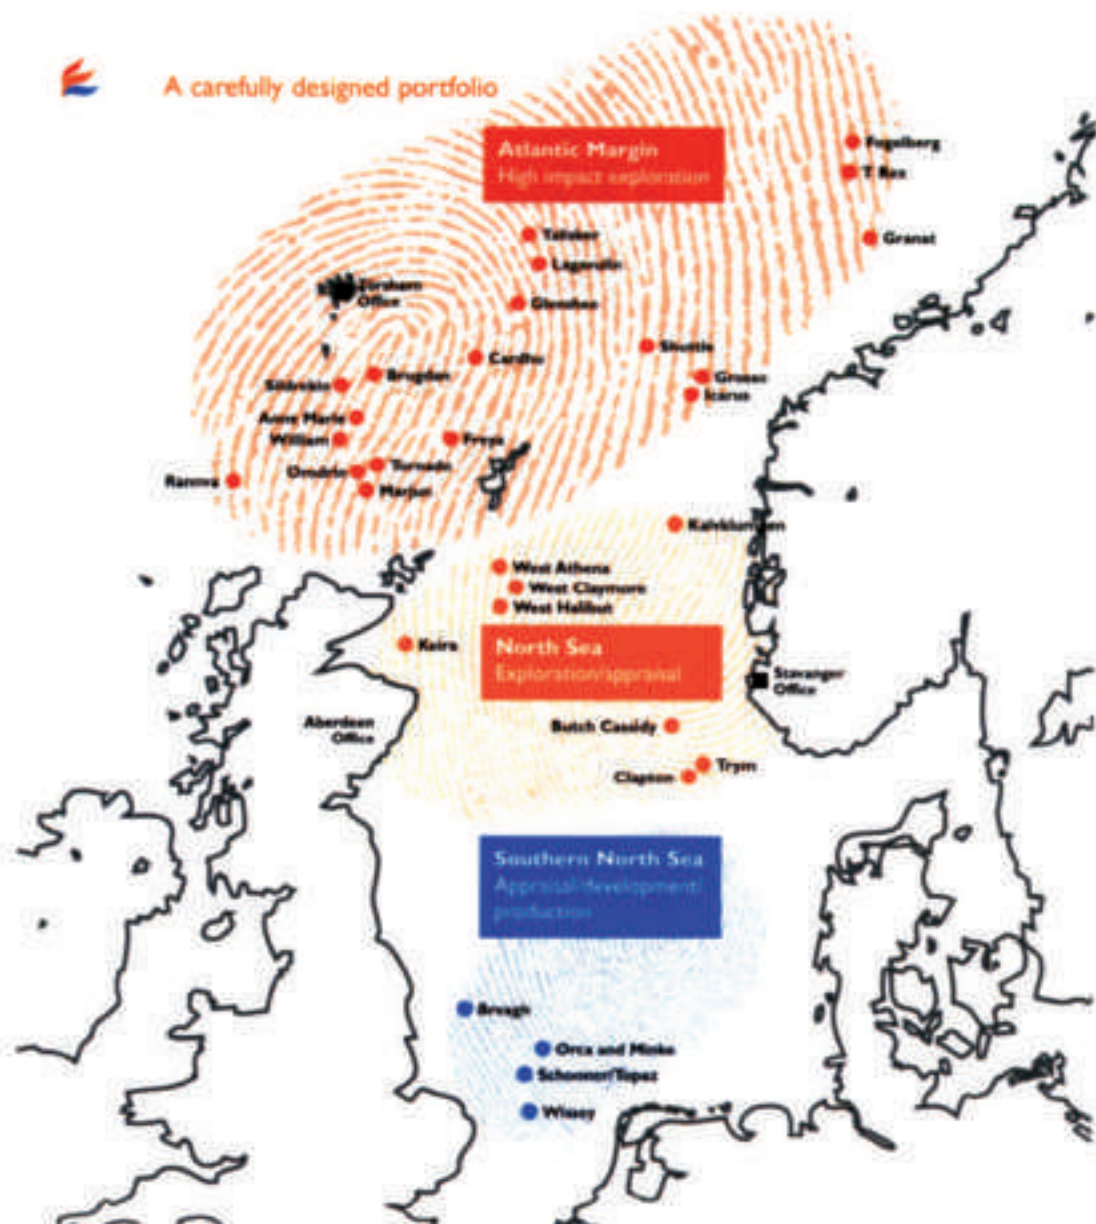 A carefully designed portfolio
Atlantic Margin
High impact exploration
Fogelberg
T Rex
Granat
Talisker
Lagavulin
Tórshavn
Office
Glenshee
Cardhu
Shuttle
Brugdan
Grosso
Icarus
Anne Marie
William
Freya
Tornado
Rannva
Marjun
West Athena
West Claymore
West Halibut
Keira
North Sea
Exploration/appraisal
Stavanger
Office
Aberdeen
Office
Butch Cassidy
Trym
Clapton
Southern North Sea
Appraisal/development/
production
Breagh
Orca and Minke
Schooner/Topaz
Wissey